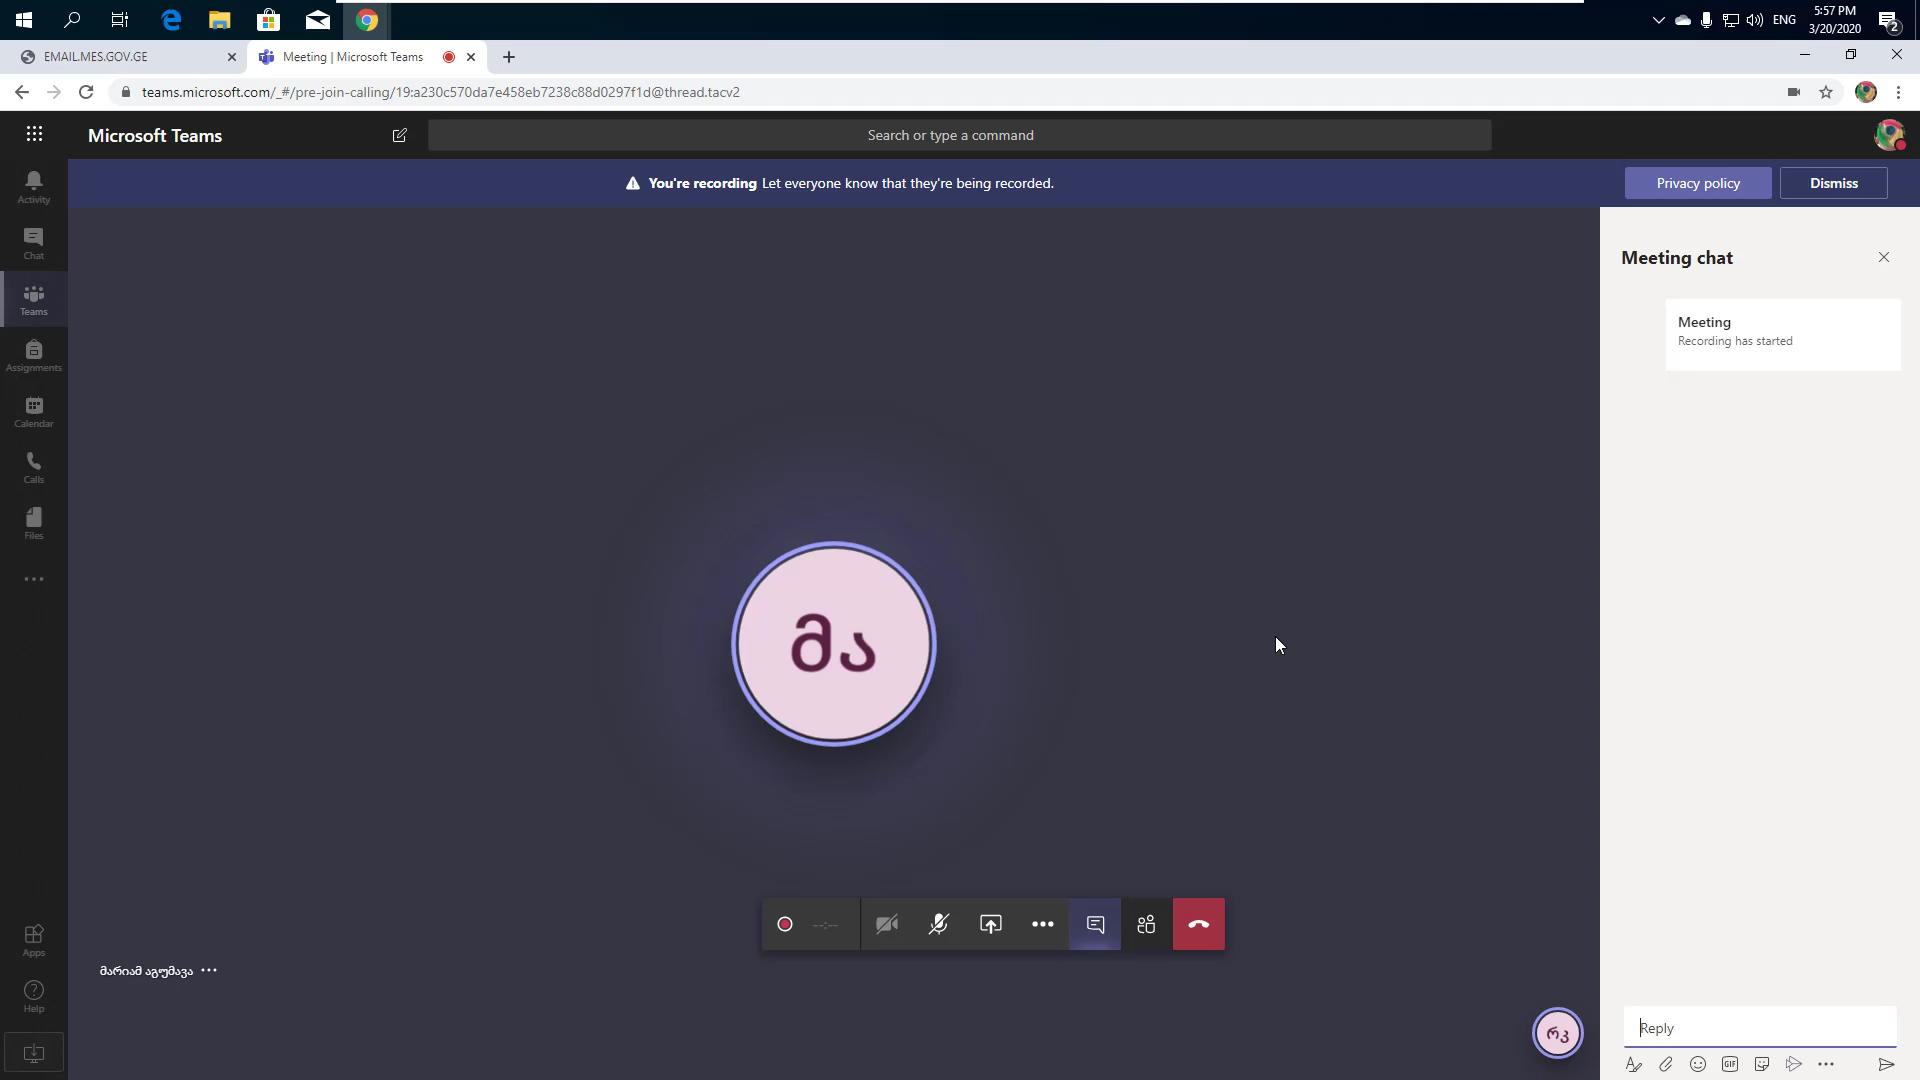 ENG
5:57 PM
3/20/2020
2
EMAIL.MES.GOV.GE
Meeting | Microsoft Teams
teams.microsoft.com/_#/pre-join-calling/19:a230c570da7e458eb7238c88d0297f1d@thread.tacv2
Microsoft Teams
Search or type a command
You're recording Let everyone know that they're being recorded.
Privacy policy
Dismiss
Activity
Chat
Teams
Assignments
Calendar
Calls
Files
Apps
Help
Meeting chat
Meeting
Recording has started
მა
--:--
მარიამ აგუმავა
რკ
Reply
GIF